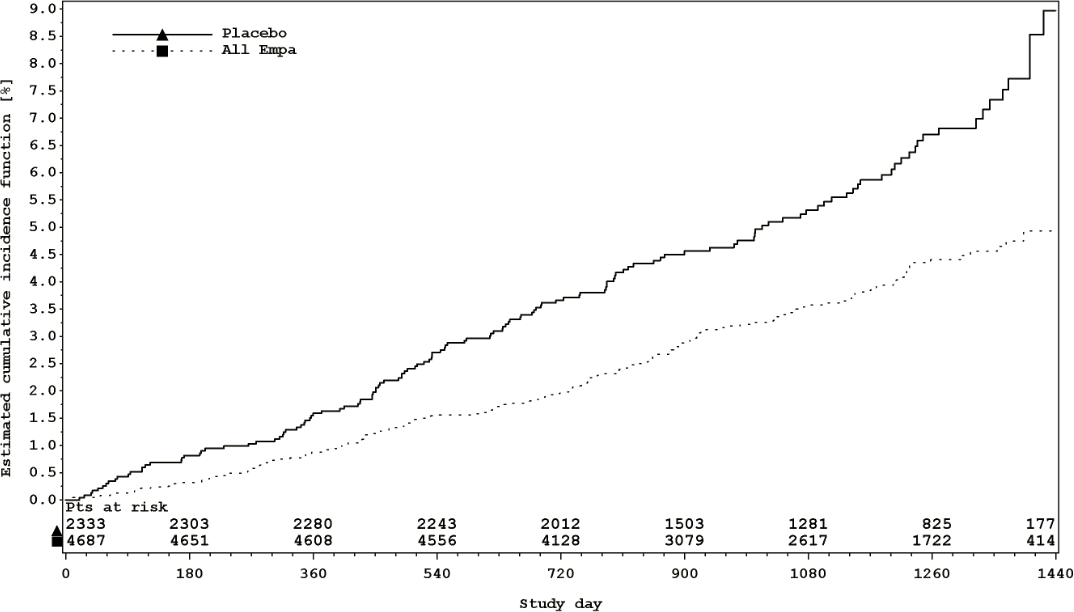 Estimated cumulative incidence function [%]
9.0
8.5
8.0
7.5
7.0
6.5
6.0
5.5
5.0
4.5
4.0
3.5
3.0
2.5
2.0
1.5
1.0
0.5
0.0
Placebo
All Empa
Pts at risk
2333 2303 2280 2243 2012 1503 1281 825 177
4687 4651 4608 4556 4128 3079 2617 1722 414
0 180 360 540 720 900 1080 1260 1440
Study day